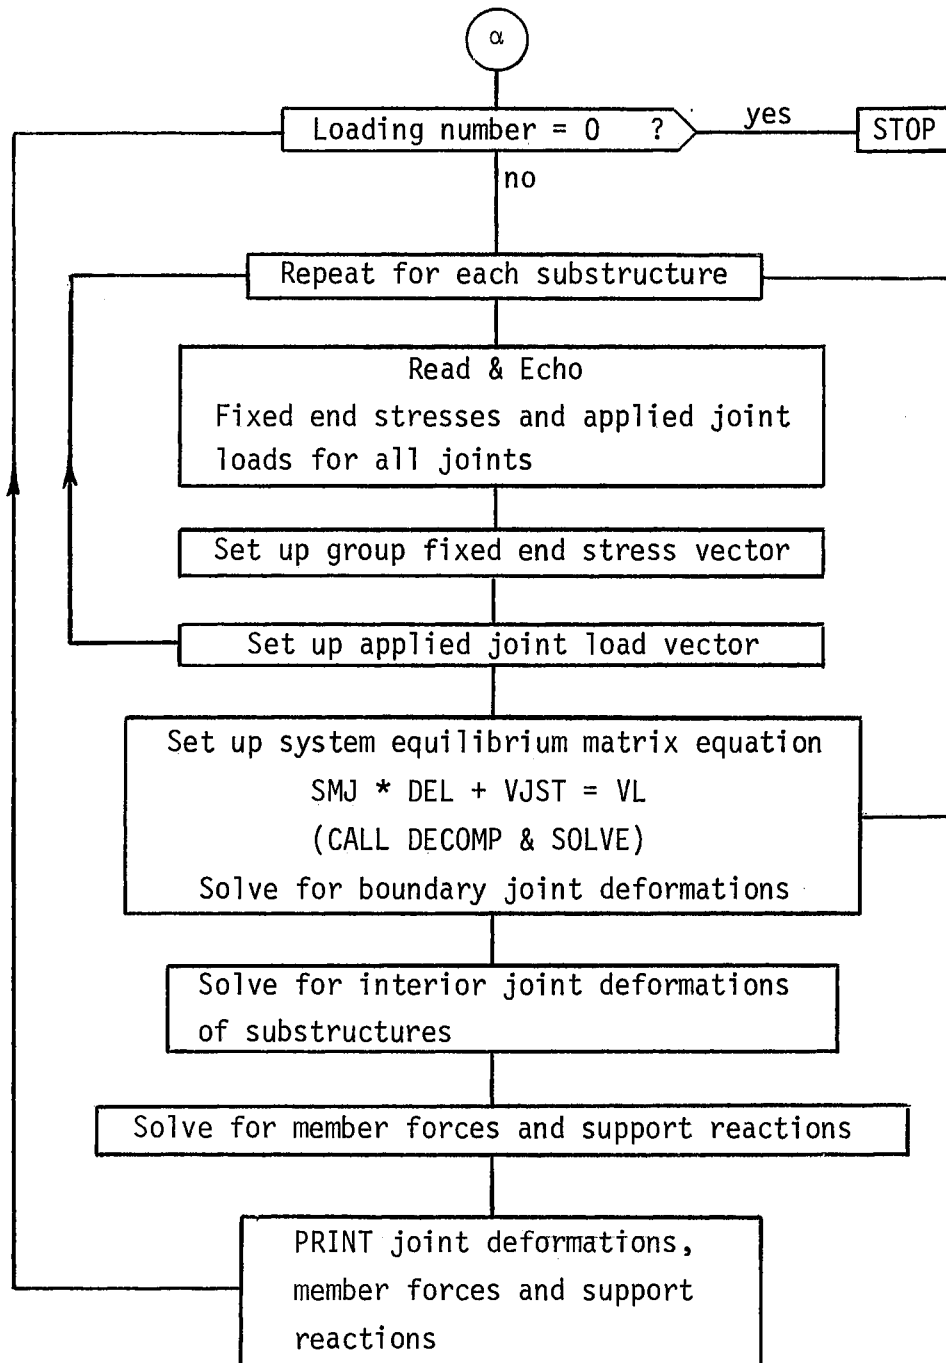 α
Loading number = 0 ?
yes
STOP
no
Repeat for each substructure
Read & Echo
Fixed end stresses and applied joint
loads for all joints
Set up group fixed end stress vector
Set up applied joint load vector
Set up system equilibrium matrix equation
SMJ * DEL + VJST = VL
(CALL DECOMP & SOLVE)
Solve for boundary joint deformations
Solve for interior joint deformations
of substructures
Solve for member forces and support reactions
PRINT joint deformations,
member forces and support
reactions